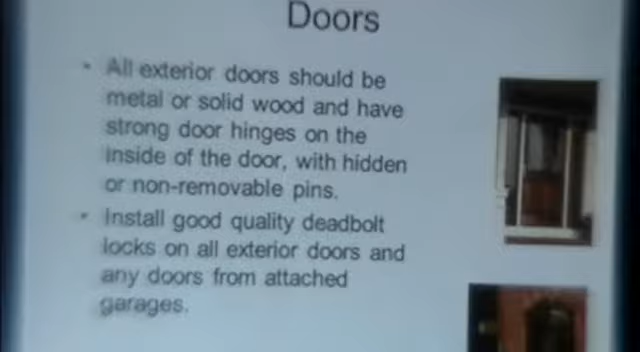 Doors
• All exterior doors should be
metal or solid wood and have
strong door hinges on the
inside of the door, with hidden
or non-removable pins.
• Install good quality deadbolt
locks on all exterior doors and
any doors from attached
garages.